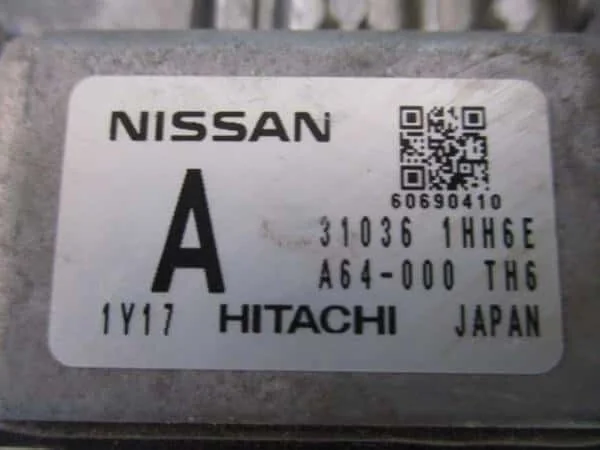 NISSAN
60690410
A
31036 1HH6E
A64-000 TH6
1Y17 HITACHI JAPAN